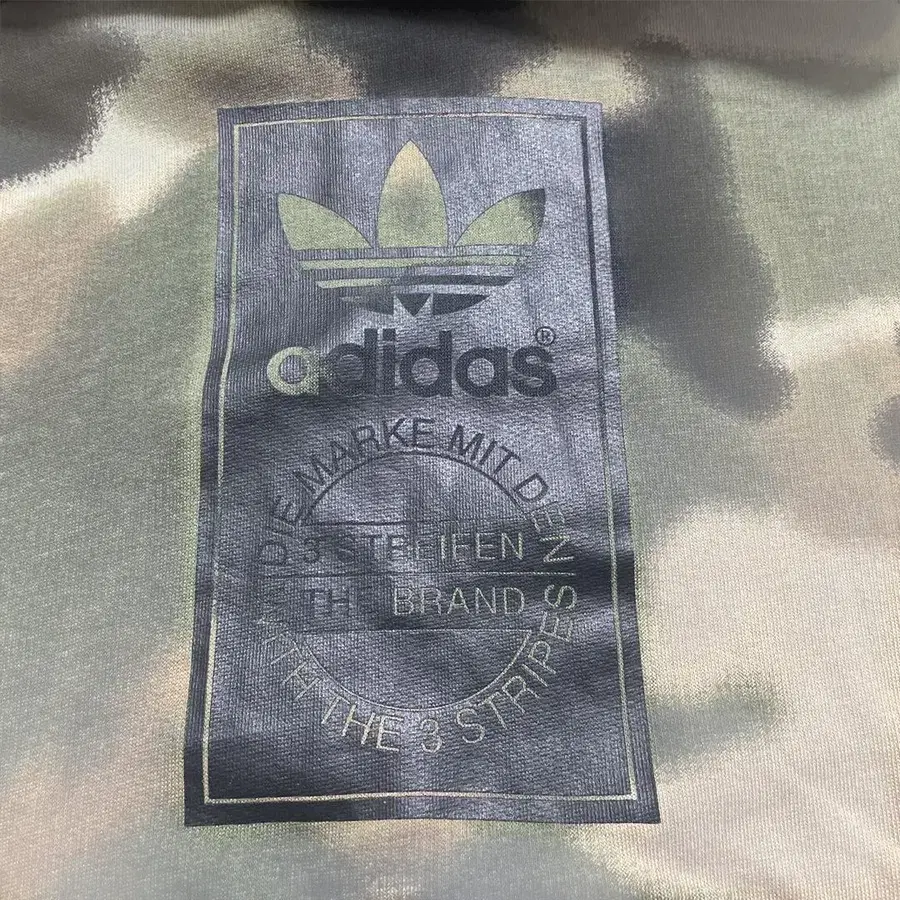 adidas®
DIE MARKE MIT DEN
3 STREIFEN
THE BRAND
WITH THE 3 STRIPES